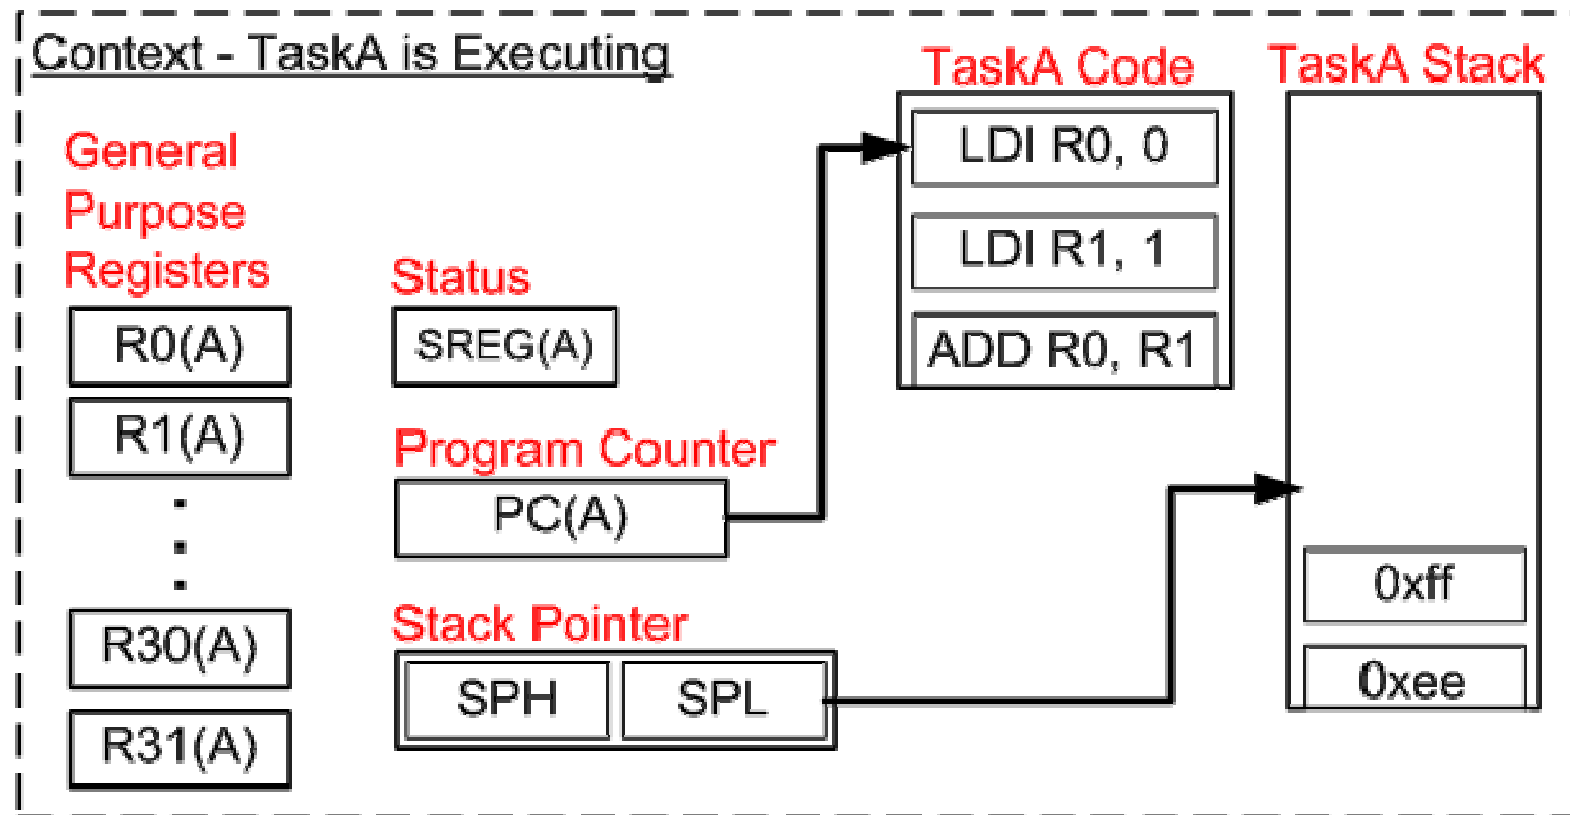 Context - TaskA is Executing
General
Purpose
Registers
R0(A)
R1(A)
R30(A)
R31(A)
Status
SREG(A)
Program Counter
PC(A)
Stack Pointer
SPH SPL
TaskA Code
LDI R0, 0
LDI R1, 1
ADD R0, R1
TaskA Stack
0xff
0xee